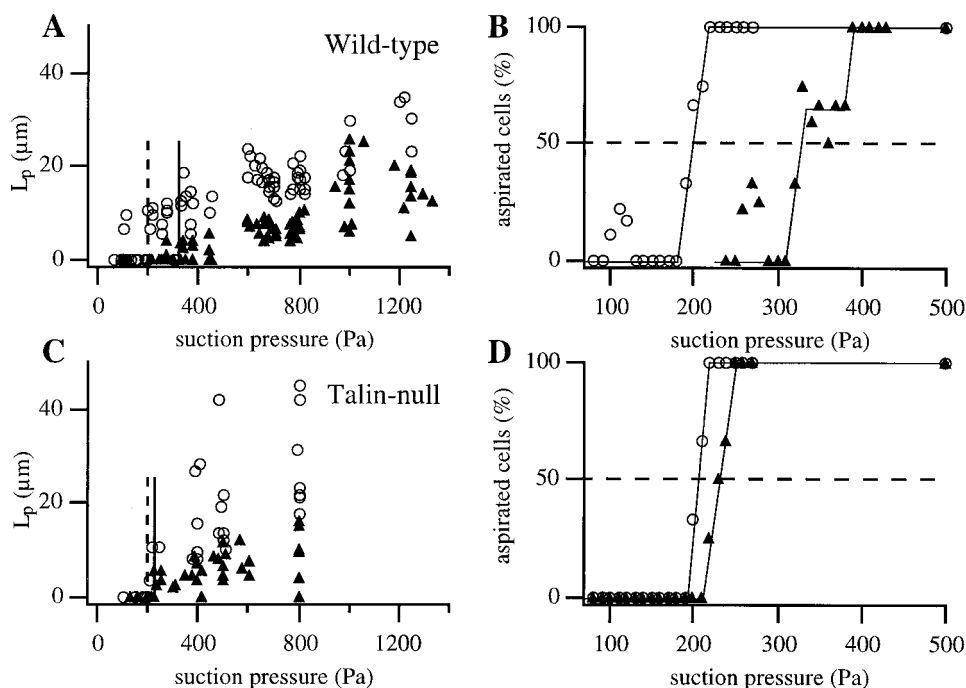 A
Wild-type
40
20
0
Lp (μm)
0 400 800 1200
suction pressure (Pa)
B
100
50
0
aspirated cells (%)
100 200 300 400 500
suction pressure (Pa)
C
Talin-null
40
20
0
Lp (μm)
0 400 800 1200
suction pressure (Pa)
D
100
50
0
aspirated cells (%)
100 200 300 400 500
suction pressure (Pa)